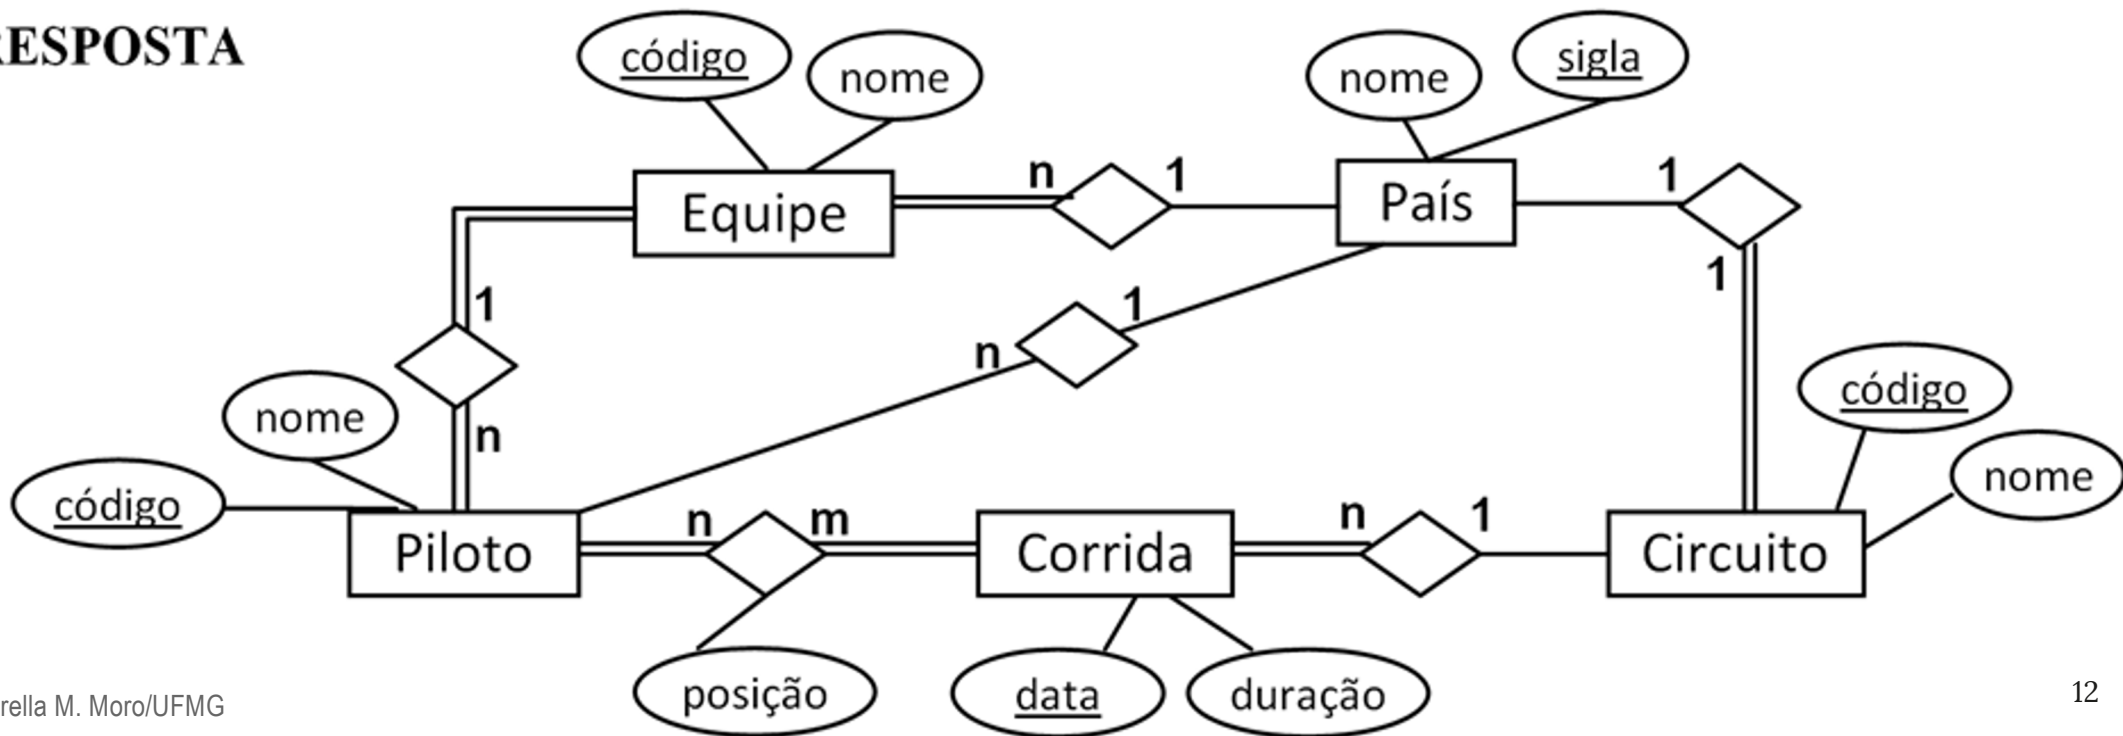 RESPOSTA
código
nome
nome
sigla
Equipe
n
1
País
1
1
1
1
n
n
nome
código
código
nome
Piloto
n
m
Corrida
n
1
Circuito
posição
data
duração
rella M. Moro/UFMG
12